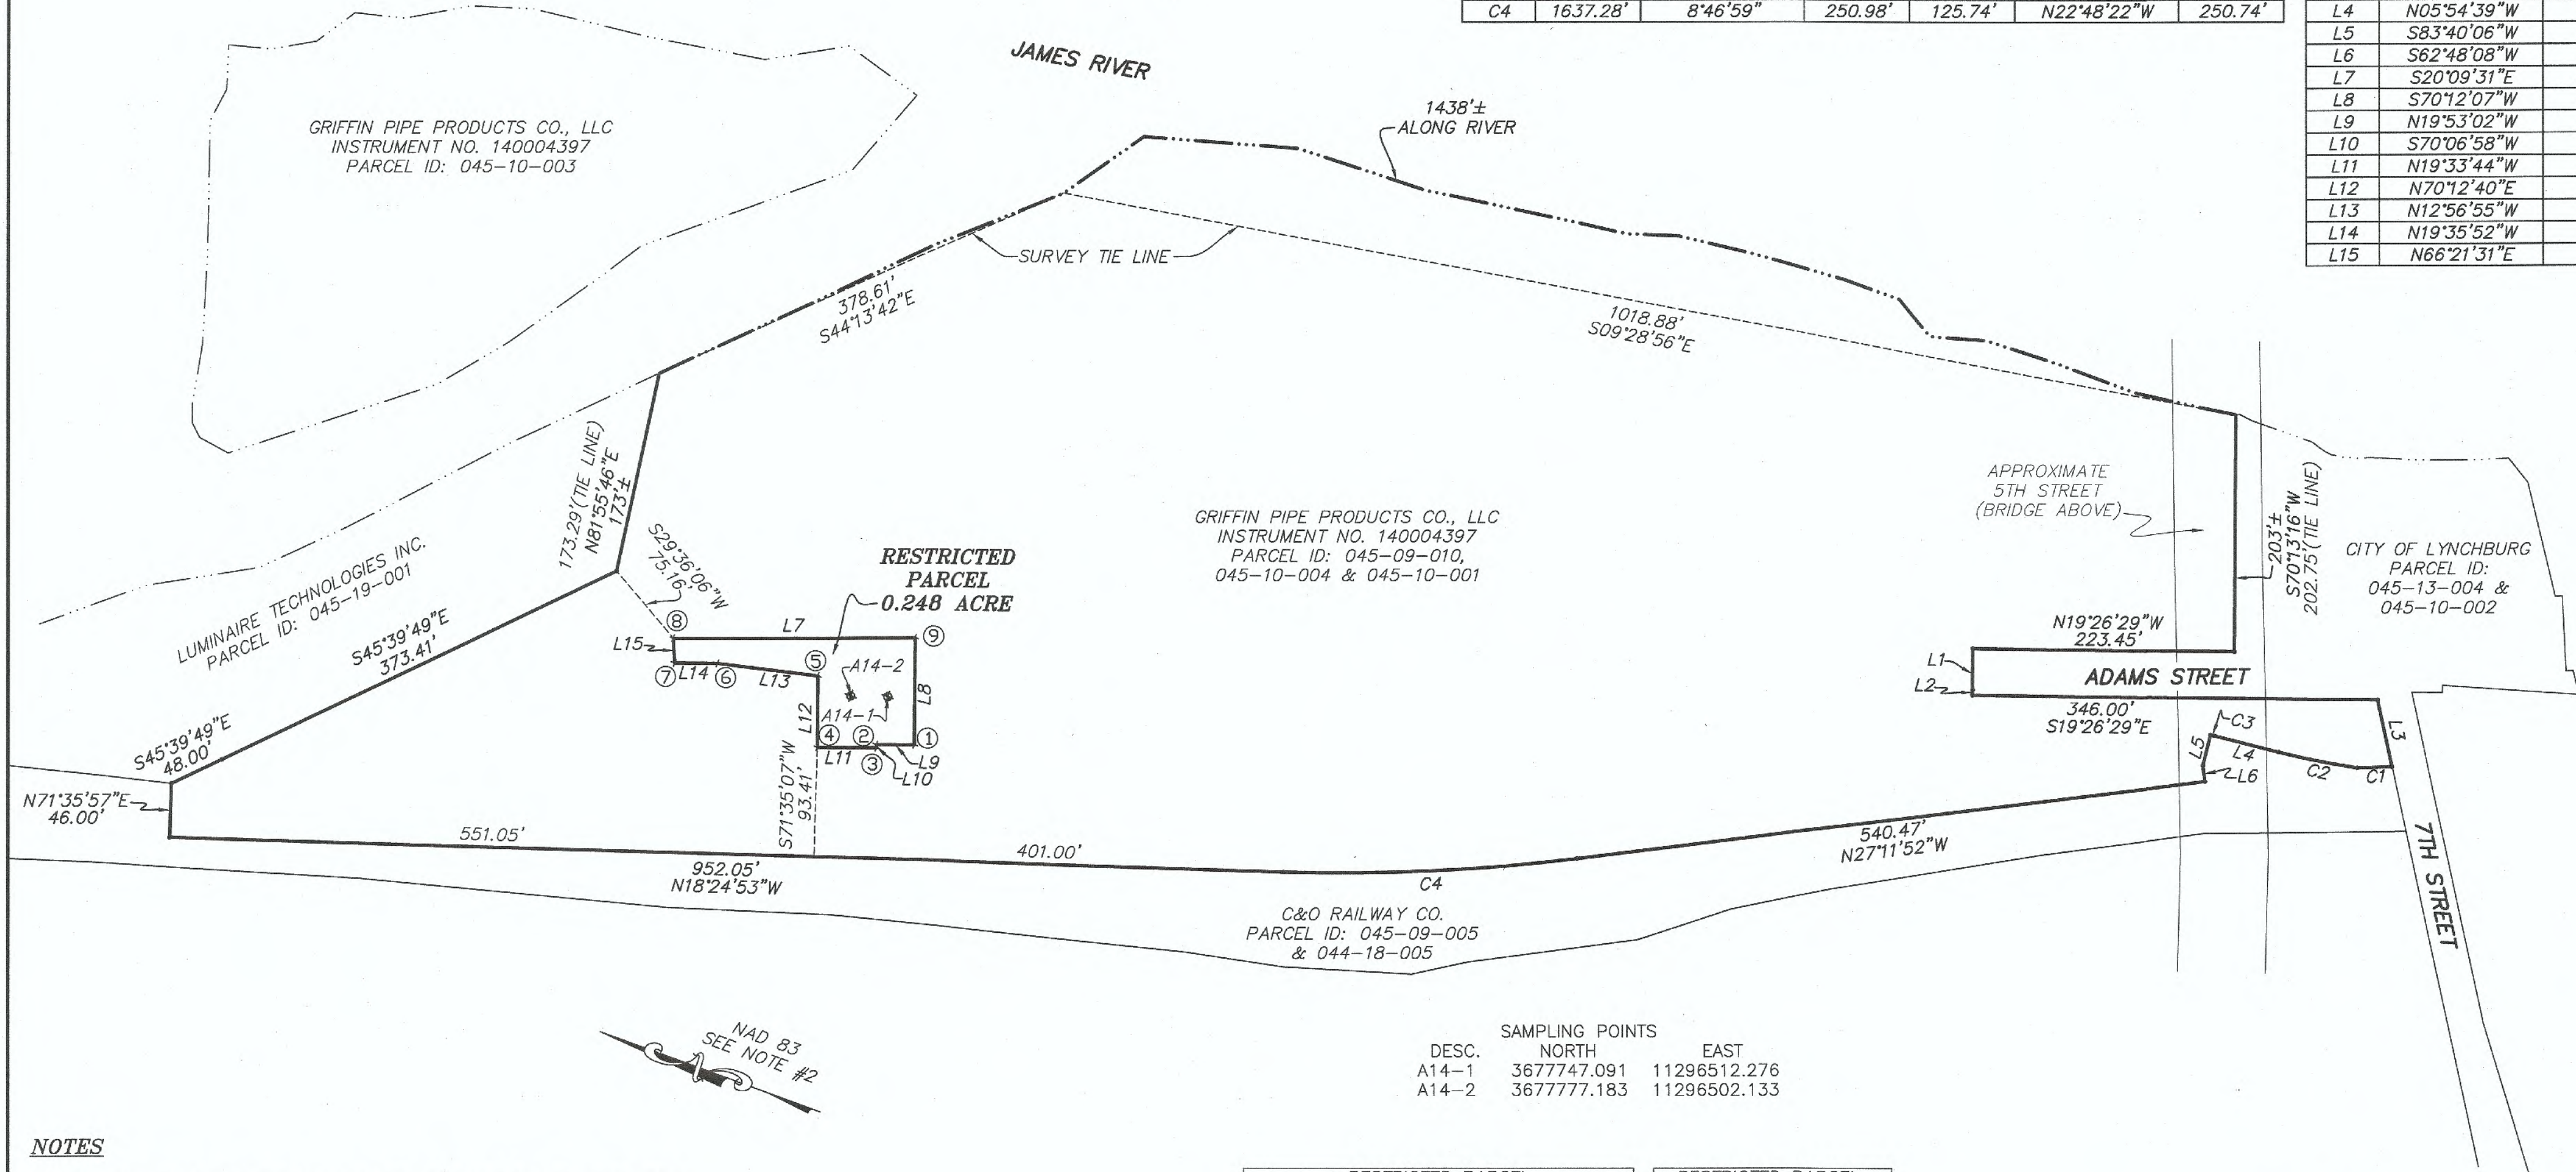 C4 1637.28' 8°46'59" 250.98' 125.74' N22°48'22"W 250.74'
L4 N05°54'39"W
L5 S83°40'06"W
L6 S62°48'08"W
L7 S20°09'31"E
L8 S70°12'07"W
L9 N19°53'02"W
L10 S70°06'58"W
L11 N19°33'44"W
L12 N70°12'40"E
L13 N12°56'55"W
L14 N19°35'52"W
L15 N66°21'31"E
JAMES RIVER
1438'±
ALONG RIVER
GRIFFIN PIPE PRODUCTS CO., LLC
INSTRUMENT NO. 140004397
PARCEL ID: 045-10-003
SURVEY TIE LINE
378.61'
S44°13'42"E
1018.88'
S09°28'56"E
173.29'(TIE LINE)
N81°55'46"E
173'±
S29°36'06"W
75.16'
LUMINAIRE TECHNOLOGIES INC.
PARCEL ID: 045-19-001
S45°39'49"E
373.41'
S45°39'49"E
48.00'
N71°35'57"E
46.00'
RESTRICTED
PARCEL
0.248 ACRE
GRIFFIN PIPE PRODUCTS CO., LLC
INSTRUMENT NO. 140004397
PARCEL ID: 045-09-010,
045-10-004 & 045-10-001
APPROXIMATE
5TH STREET
(BRIDGE ABOVE)
203'±
S70°13'16"W
202.75'(TIE LINE)
CITY OF LYNCHBURG
PARCEL ID:
045-13-004 &
045-10-002
8
L7
9
L15
7
L14
6
L13
5
A14-2
L8
L12
A14-1
4
2
1
L11
3
L9
L10
S71°35'07"W
93.41'
N19°26'29"W
223.45'
L1
L2
ADAMS STREET
346.00'
S19°26'29"E
C3
L5
L4
L6
C2
C1
L3
7TH STREET
551.05'
401.00'
952.05'
N18°24'53"W
C4
540.47'
N27°11'52"W
C&O RAILWAY CO.
PARCEL ID: 045-09-005
& 044-18-005
NAD 83
SEE NOTE #2
SAMPLING POINTS
DESC. NORTH EAST
A14-1 3677747.091 11296512.276
A14-2 3677777.183 11296502.133
NOTES